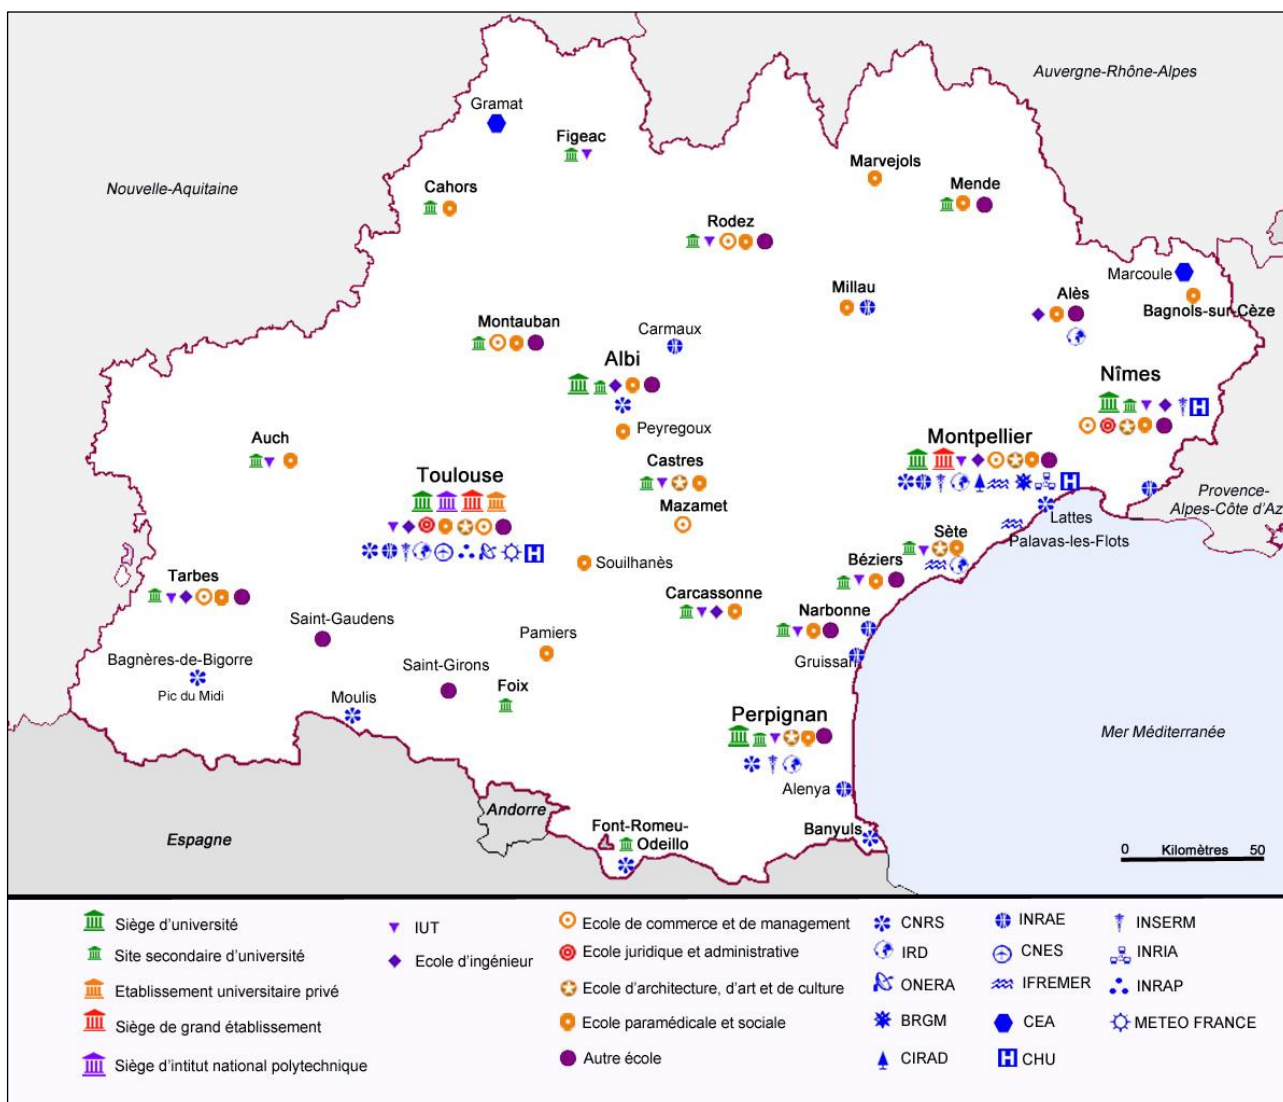 Auvergne-Rhône-Alpes
Gramat
Figeac
Marvejols
Nouvelle-Aquitaine
Cahors
Mende
Rodez
Marcoule
Millau
Alès
Bagnols-sur-Cèze
Montauban
Carmaux
Albi
Nîmes
Peyregoux
Auch
Montpellier
Castres
Toulouse
Mazamet
Provence-
Alpes-Côte d'Az
Lattes
Sète
Palavas-les-Flots
Souilhanès
Béziers
Tarbes
Carcassonne
Narbonne
Saint-Gaudens
Pamiers
Bagnères-de-Bigorre
Gruissan
Saint-Girons
Pic du Midi
Moulis
Foix
Perpignan
Mer Méditerranée
Alenya
Andorre
Font-Romeu-
Odeillo
Banyuls
Espagne
0 Kilomètres 50
Siège d'université
Site secondaire d'université
Etablissement universitaire privé
Siège de grand établissement
Siège d'intitut national polytechnique
IUT
Ecole d'ingénieur
Ecole de commerce et de management
Ecole juridique et administrative
Ecole d'architecture, d'art et de culture
Ecole paramédicale et sociale
Autre école
CNRS
IRD
ONERA
BRGM
CIRAD
INRAE
CNES
IFREMER
CEA
H CHU
INSERM
INRIA
INRAP
METEO FRANCE